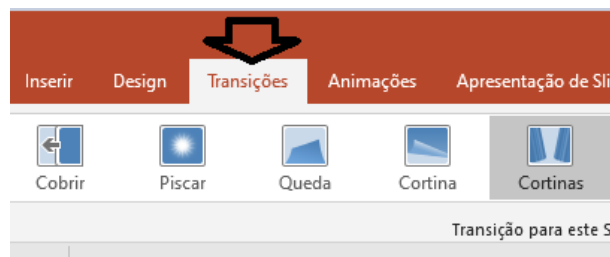 Inserir Design Transições Animações Apresentação de Sli
Cobrir Piscar Queda Cortina Cortinas
Transição para este S